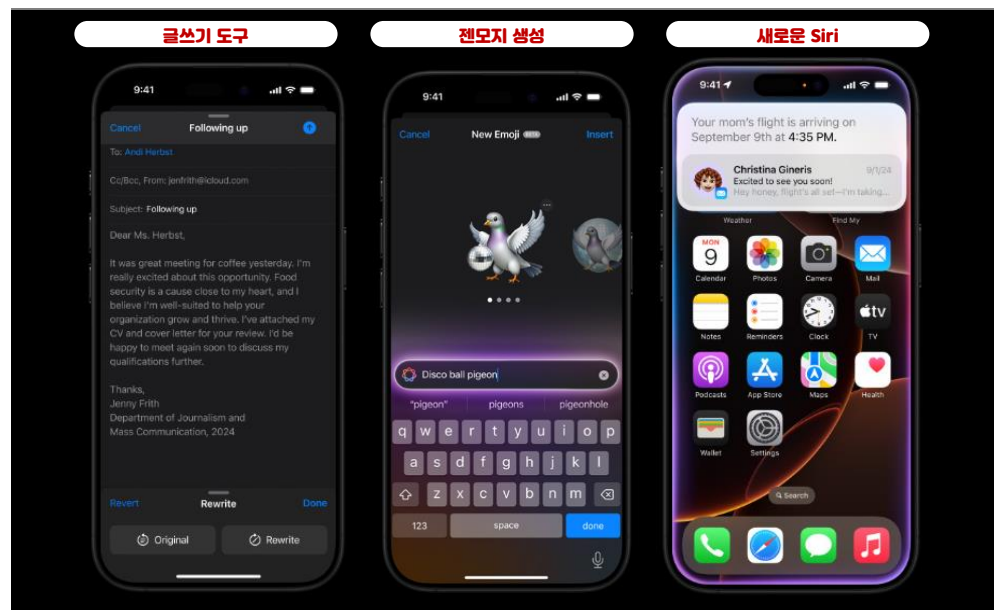 글쓰기 도구
9:41
Cancel
Following up
To: Andi Herbst
Cc/Bcc, From: jenfrith@icloud.com
Subject: Following up
Dear Ms. Herbst,
It was great meeting for coffee yesterday. I'm
really excited about this opportunity. Food
security is a cause close to my heart, and I
believe I'm well-suited to help your
organization grow and thrive. I've attached my
CV and cover letter for your review. I'd be
happy to meet again soon to discuss my
qualifications further.
Thanks,
Jenny Frith
Department of Journalism and
Mass Communication, 2024
Revert
Rewrite
Done
Original
Rewrite
젠모지 생성
9:41
Cancel
New Emoji
Insert
Disco ball pigeon
"pigeon"
pigeons
pigeonhole
q w e r t y u i o p
a s d f g h j k l
z x c v b n m
123
space
done
새로운 Siri
9:41
Your mom's flight is arriving on
September 9th at 4:35 PM.
Christina Gineris
9/1/24
Excited to see you soon!
Hey honey, flight's all set—I'm taking...
Weather
Find My
MON
9
Calendar
Photos
Camera
Mail
tv
Notes
Reminders
Clock
TV
Podcasts
App Store
Maps
Health
Wallet
Settings
Search